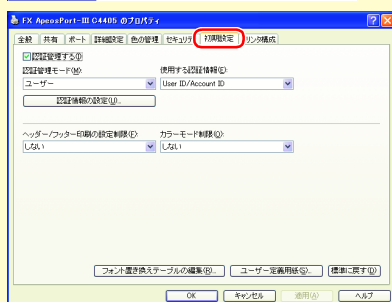 FX ApeosPort-III C4405 のプロパティ
全般 共有 ポート 詳細設定 色の管理 セキュリティ 初期設定 プリンタ構成
認証管理する(I)
認証管理モード(M): 使用する認証情報(E):
ユーザー User ID/Account ID
認証情報の設定(U)...
ヘッダー/フッター印刷の設定制限(F): カラーモード制限(Q):
しない しない
フォント置き換えテーブルの編集(R)... ユーザー定義用紙(S)... 標準に戻す(D)
OK キャンセル 適用(A) ヘルプ